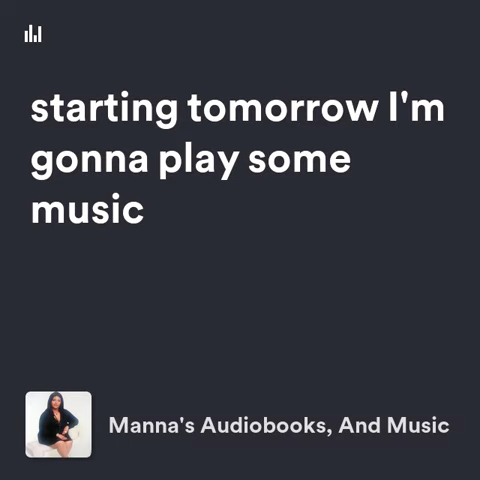 starting tomorrow I'm
gonna play some
music
Manna's Audiobooks, And Music